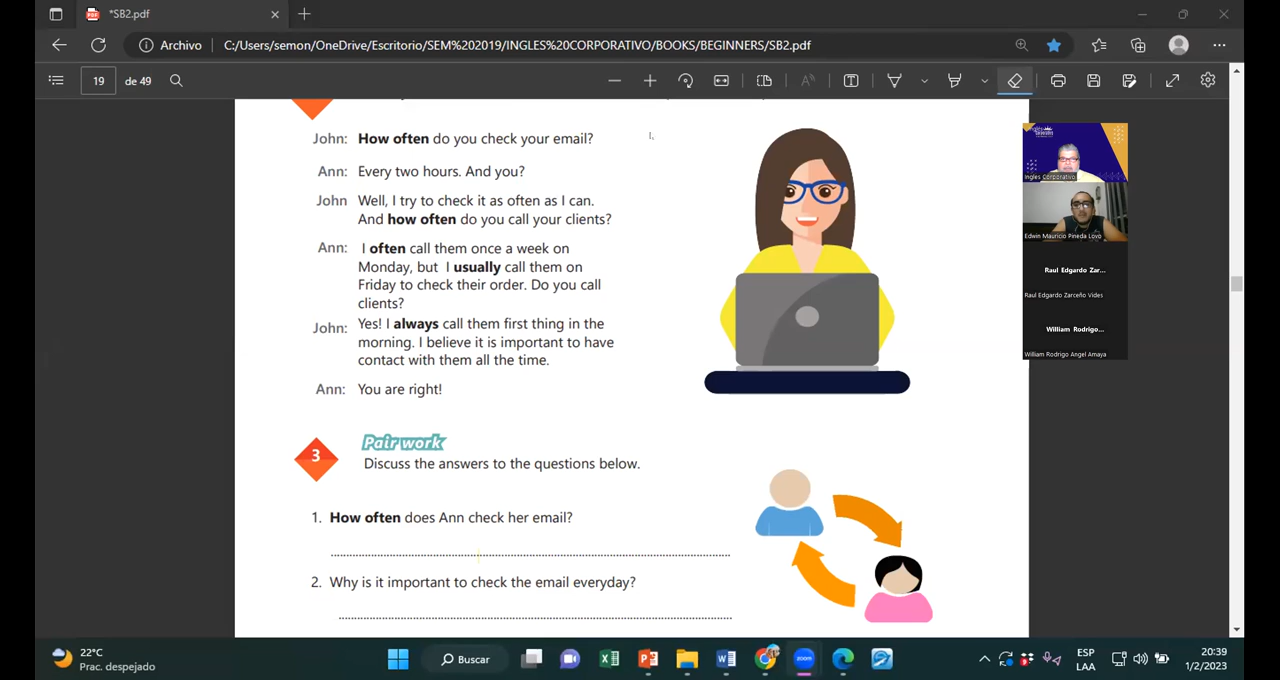 *SB2.pdf
Archivo
C:/Users/semon/OneDrive/Escritorio/SEM%202019/INGLES%20CORPORATIVO/BOOKS/BEGINNERS/SB2.pdf
19
de 49
John: How often do you check your email?
Ann: Every two hours. And you?
John Well, I try to check it as often as I can.
And how often do you call your clients?
Ann: I often call them once a week on
Monday, but I usually call them on
Friday to check their order. Do you call
clients?
John: Yes! I always call them first thing in the
morning. I believe it is important to have
contact with them all the time.
Ann: You are right!
Ingles Corporativo
Edwin Mauricio Pineda Lovo
Raul Edgardo Zar...
Raul Edgardo Zarceño Vides
William Rodrigo...
William Rodrigo Angel Amaya
3
Pair work
Discuss the answers to the questions below.
1. How often does Ann check her email?
2. Why is it important to check the email everyday?
22°C
Prac. despejado
Buscar
zoom
ESP
LAA
20:39
1/2/2023